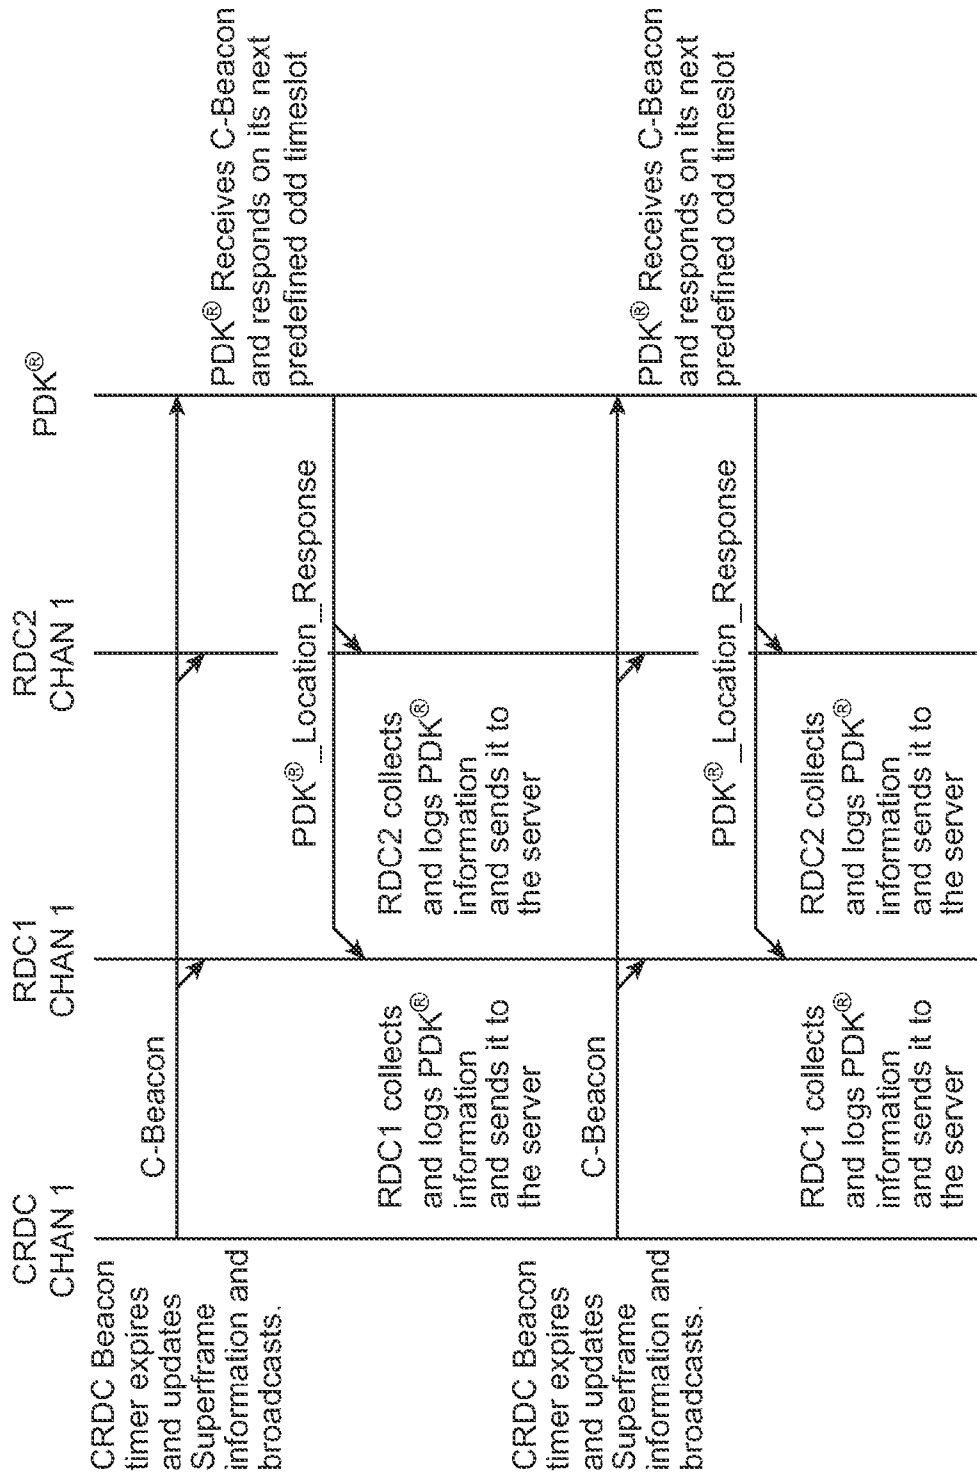 CRDC
CHAN 1
RDC1
CHAN 1
RDC2
CHAN 1
PDK®
CRDC Beacon
timer expires
and updates
Superframe
information and
broadcasts.
C-Beacon
PDK® Receives C-Beacon
and responds on its next
predefined odd timeslot
PDK®_Location_Response
RDC1 collects
and logs PDK®
information
and sends it to
the server
RDC2 collects
and logs PDK®
information
and sends it to
the server
CRDC Beacon
timer expires
and updates
Superframe
information and
broadcasts.
C-Beacon
PDK® Receives C-Beacon
and responds on its next
predefined odd timeslot
PDK®_Location_Response
RDC1 collects
and logs PDK®
information
and sends it to
the server
RDC2 collects
and logs PDK®
information
and sends it to
the server